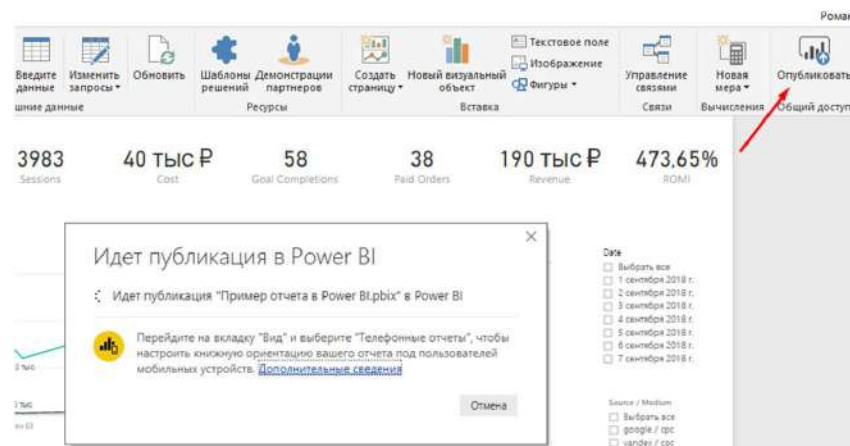 Роман
Введите данные
Изменить запросы
Обновить
Шаблоны решений
Демонстрации партнеров
Создать страницу
Новый визуальный объект
Текстовое поле
Изображение
Фигуры
Управление связями
Новая мера
Опубликовать
шние данные
Ресурсы
Вставка
Связи
Вычисления
Общий доступ
3983
Sessions
40 тыс ₽
Cost
58
Goal Completions
38
Paid Orders
190 тыс ₽
Revenue
473,65%
ROMI
Идет публикация в Power BI
Идет публикация "Пример отчета в Power BI.pbix" в Power BI
Перейдите на вкладку "Вид" и выберите "Телефонные отчеты", чтобы
настроить книжную ориентацию вашего отчета под пользователей
мобильных устройств. Дополнительные сведения
Отмена
Date
Выбрать все
1 сентября 2018 г.
2 сентября 2018 г.
3 сентября 2018 г.
4 сентября 2018 г.
5 сентября 2018 г.
6 сентября 2018 г.
7 сентября 2018 г.
Source / Medium
Выбрать все
google / cpc
yandex / cpc